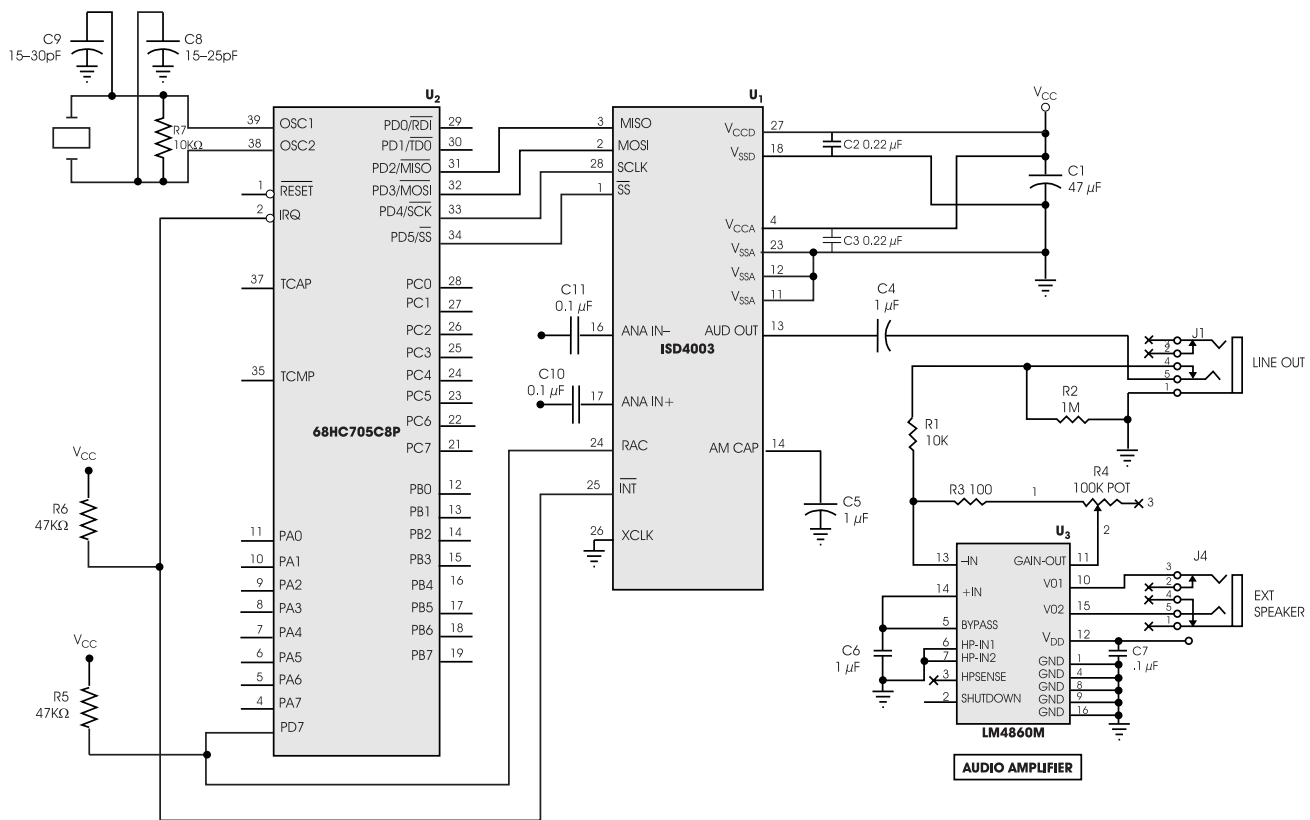 C9
15–30pF
C8
15–25pF
R7
10KΩ
U2
39 OSC1
38 OSC2
1 RESET
2 IRQ
37 TCAP
35 TCMP
68HC705C8P
11 PA0
10 PA1
9 PA2
8 PA3
7 PA4
6 PA5
5 PA6
4 PA7
PD7
PD0/RDI 29
PD1/TD0 30
PD2/MISO 31
PD3/MOSI 32
PD4/SCK 33
PD5/SS 34
PC0 28
PC1 27
PC2 26
PC3 25
PC4 24
PC5 23
PC6 22
PC7 21
PB0 12
PB1 13
PB2 14
PB3 15
PB4 16
PB5 17
PB6 18
PB7 19
VCC
R6
47KΩ
VCC
R5
47KΩ
U1
3 MISO
2 MOSI
28 SCLK
1 SS
C11
0.1 µF
16 ANA IN–
C10
0.1 µF
17 ANA IN+
24 RAC
25 INT
26 XCLK
ISD4003
VCCD 27
VSSD 18
VCCA 4
VSSA 23
VSSA 12
VSSA 11
AUD OUT 13
AM CAP 14
C2 0.22 µF
C3 0.22 µF
VCC
C1
47 µF
C4
1 µF
C5
1 µF
J1
2
4
5
1
LINE OUT
R2
1M
R1
10K
R3 100
1
R4
100K POT
3
2
U3
13 –IN
14 +IN
5 BYPASS
6 HP-IN1
7 HP-IN2
3 HPSENSE
2 SHUTDOWN
GAIN-OUT 11
V01 10
V02 15
VDD 12
GND 1
GND 4
GND 8
GND 9
GND 16
LM4860M
C6
1 µF
C7
.1 µF
J4
3
2
4
5
1
EXT
SPEAKER
AUDIO AMPLIFIER